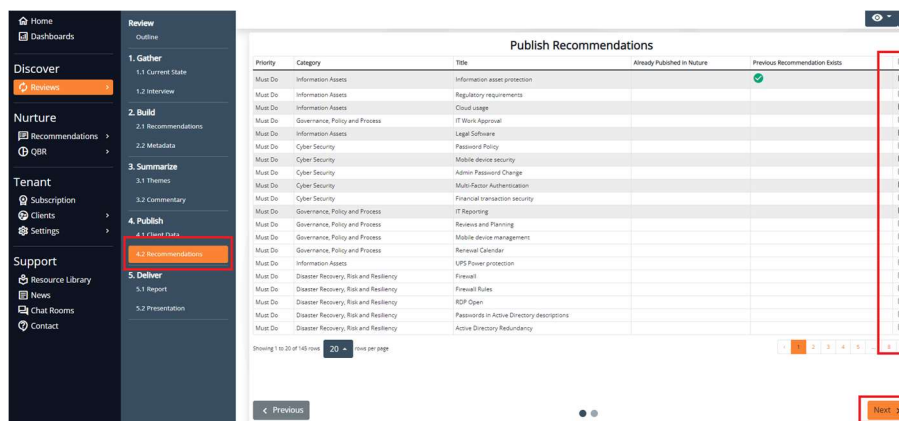 Home
Dashboards
Discover
Reviews
Nurture
Recommendations
QBR
Tenant
Subscription
Clients
Settings
Support
Resource Library
News
Chat Rooms
Contact
Review
Outline
1. Gather
1.1 Current State
1.2 Interview
2. Build
2.1 Recommendations
2.2 Metadata
3. Summarize
3.1 Themes
3.2 Commentary
4. Publish
4.1 Client Data
4.2 Recommendations
5. Deliver
5.1 Report
5.2 Presentation
Publish Recommendations
Priority Category Title Already Published In Nuture Previous Recommendation Exists
Must Do Information Assets Information asset protection
Must Do Information Assets Regulatory requirements
Must Do Information Assets Cloud usage
Must Do Governance, Policy and Process IT Work Approval
Must Do Information Assets Legal Software
Must Do Cyber Security Password Policy
Must Do Cyber Security Mobile device security
Must Do Cyber Security Admin Password Change
Must Do Cyber Security Multi-Factor Authentication
Must Do Cyber Security Financial transaction security
Must Do Governance, Policy and Process IT Reporting
Must Do Governance, Policy and Process Reviews and Planning
Must Do Governance, Policy and Process Mobile device management
Must Do Governance, Policy and Process Renewal Calendar
Must Do Information Assets UPS Power protection
Must Do Disaster Recovery, Risk and Resiliency Firewall
Must Do Disaster Recovery, Risk and Resiliency Firewall Rules
Must Do Disaster Recovery, Risk and Resiliency RDP Open
Must Do Disaster Recovery, Risk and Resiliency Passwords in Active Directory descriptions
Must Do Disaster Recovery, Risk and Resiliency Active Directory Redundancy
Showing 1 to 20 of 145 rows 20 rows per page
‹ 1 2 3 4 5 ... 8
Previous
Next